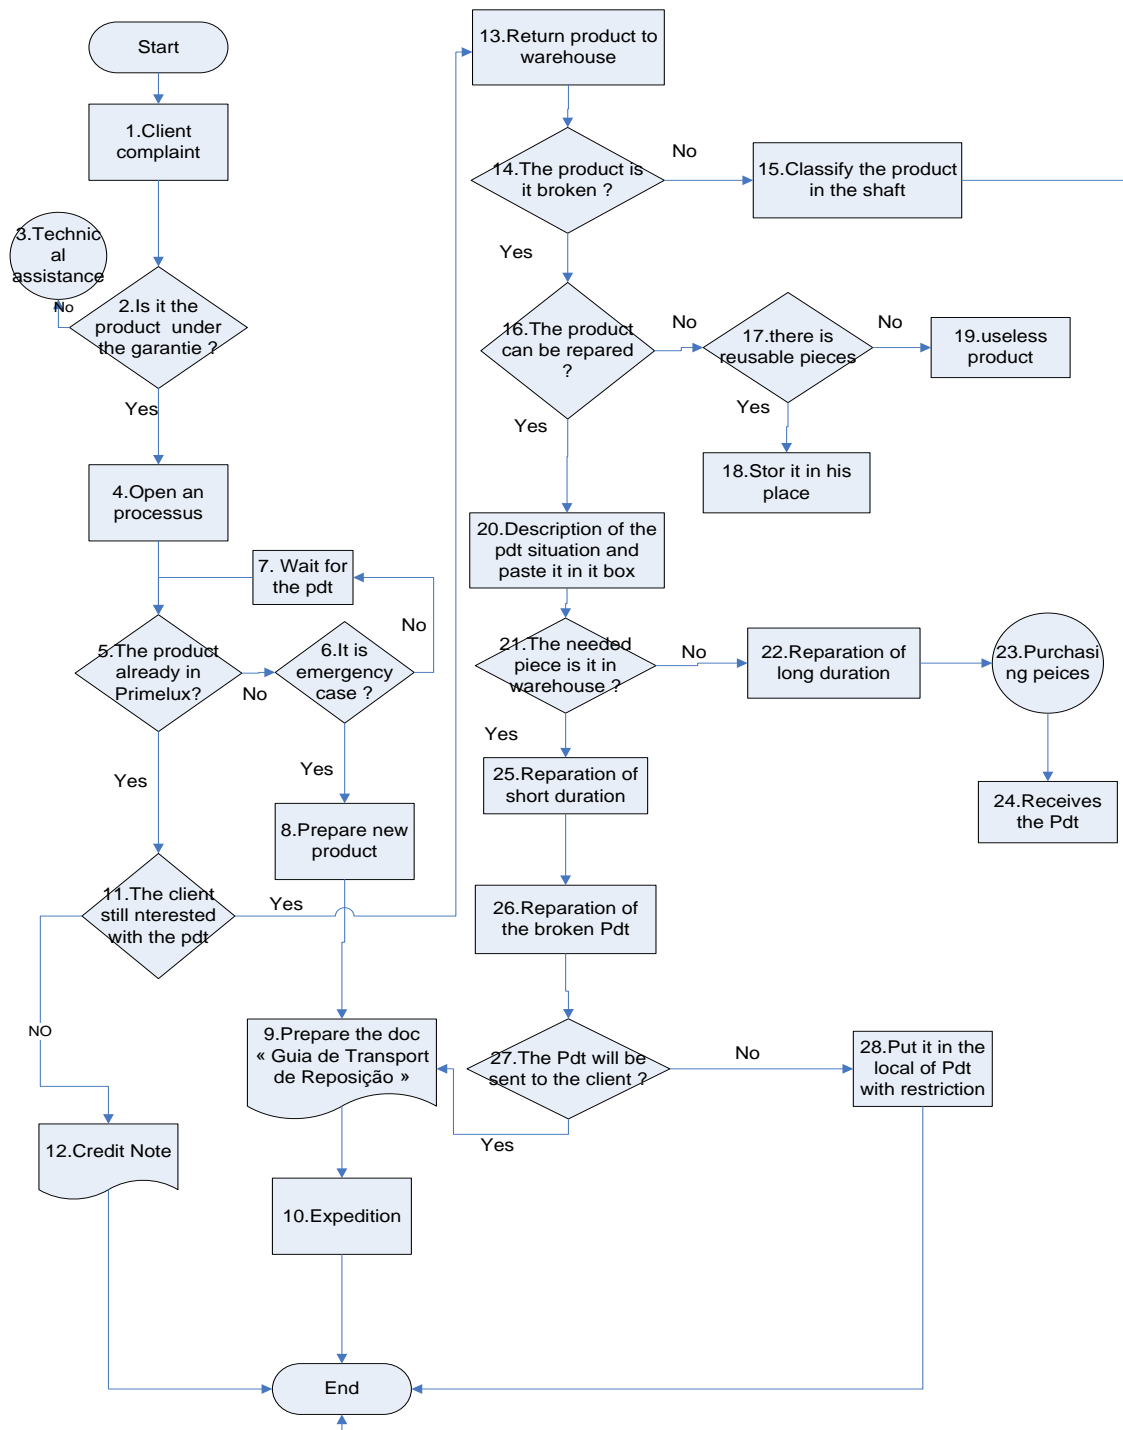 Start
1.Client
complaint
3.Technic
al
assistance
No
2.Is it the
product under
the garantie ?
Yes
4.Open an
processus
7. Wait for
the pdt
No
5.The product
already in
Primelux?
No
6.It is
emergency
case ?
Yes
Yes
8.Prepare new
product
11.The client
still nterested
with the pdt
Yes
NO
9.Prepare the doc
« Guia de Transport
de Reposição »
12.Credit Note
10.Expedition
End
13.Return product to
warehouse
14.The product is
it broken ?
No
15.Classify the product
in the shaft
Yes
16.The product
can be repared
?
No
17.there is
reusable pieces
No
19.useless
product
Yes
18.Stor it in his
place
Yes
20.Description of the
pdt situation and
paste it in it box
21.The needed
piece is it in
warehouse ?
No
22.Reparation of
long duration
23.Purchasi
ng peices
24.Receives
the Pdt
Yes
25.Reparation of
short duration
26.Reparation of
the broken Pdt
27.The Pdt will be
sent to the client ?
No
28.Put it in the
local of Pdt
with restriction
Yes